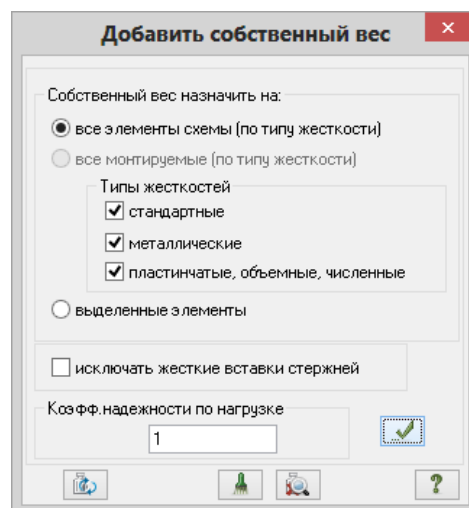 Добавить собственный вес
Собственный вес назначить на:
все элементы схемы (по типу жесткости)
все монтируемые (по типу жесткости)
Типы жесткостей
стандартные
металлические
пластинчатые, объемные, численные
выделенные элементы
исключать жесткие вставки стержней
Коэфф.надежности по нагрузке
1
?